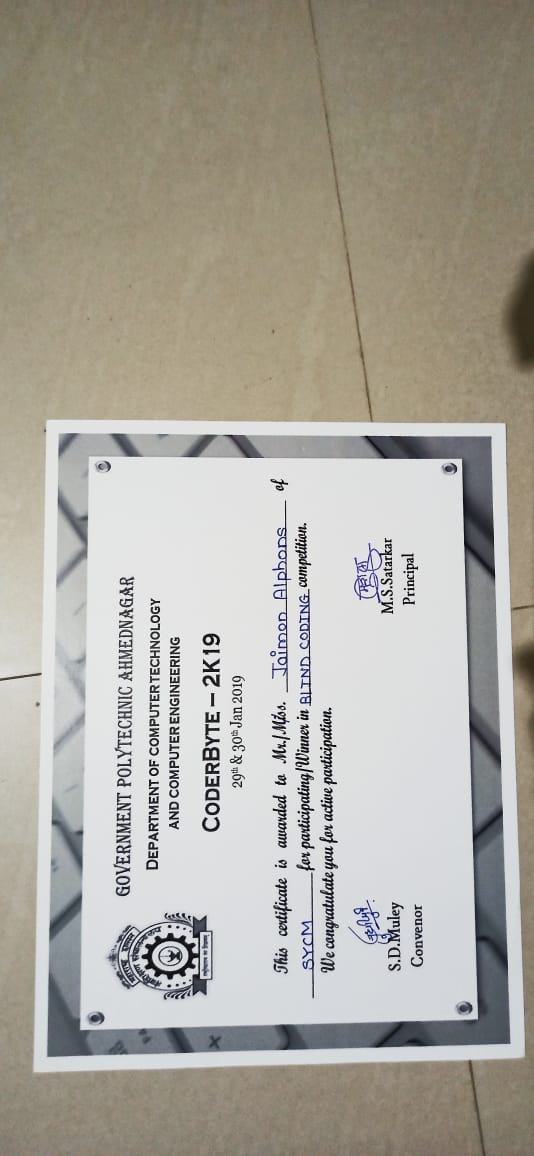 GOVERNMENT POLYTECHNIC AHMEDNAGAR
DEPARTMENT OF COMPUTER TECHNOLOGY
AND COMPUTER ENGINEERING
CODERBYTE – 2K19
29th & 30th Jan 2019
This certificate is awarded to Mr./Miss. Jaimon Alphons of
SYCM for participating/Winner in BLIND CODING competition.
We congratulate you for active participation.
S.D.Muley
Convenor
M.S.Satarkar
Principal